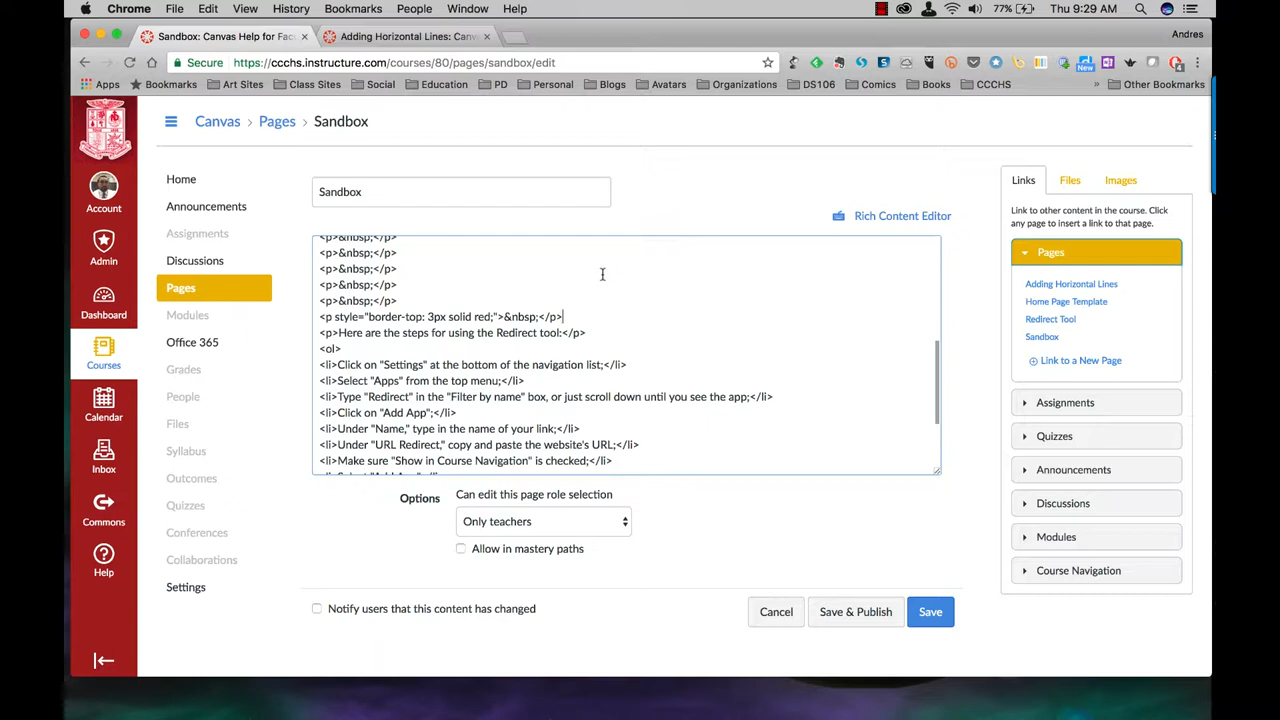 Chrome File Edit View History Bookmarks People Window Help 77% Thu 9:29 AM
Sandbox: Canvas Help for Fac × Adding Horizontal Lines: Canv × Andres
Secure https://ccchs.instructure.com/courses/80/pages/sandbox/edit New 4
Apps Bookmarks Art Sites Class Sites Social Education PD Personal Blogs Avatars Organizations DS106 Comics Books CCCHS » Other Bookmarks
Canvas > Pages > Sandbox
Account
Admin
Dashboard
Courses
Calendar
Inbox
Commons
Help
Home
Announcements
Assignments
Discussions
Pages
Modules
Office 365
Grades
People
Files
Syllabus
Outcomes
Quizzes
Conferences
Collaborations
Settings
Sandbox
Rich Content Editor
<p>&nbsp;</p>
<p>&nbsp;</p>
<p>&nbsp;</p>
<p>&nbsp;</p>
<p>&nbsp;</p>
<p style="border-top: 3px solid red;">&nbsp;</p>
<p>Here are the steps for using the Redirect tool:</p>
<ol>
<li>Click on "Settings" at the bottom of the navigation list;</li>
<li>Select "Apps" from the top menu;</li>
<li>Type "Redirect" in the "Filter by name" box, or just scroll down until you see the app;</li>
<li>Click on "Add App";</li>
<li>Under "Name," type in the name of your link;</li>
<li>Under "URL Redirect," copy and paste the website's URL;</li>
<li>Make sure "Show in Course Navigation" is checked;</li>
Options Can edit this page role selection
Only teachers
Allow in mastery paths
Notify users that this content has changed
Cancel Save & Publish Save
Links Files Images
Link to other content in the course. Click
any page to insert a link to that page.
Pages
Adding Horizontal Lines
Home Page Template
Redirect Tool
Sandbox
Link to a New Page
Assignments
Quizzes
Announcements
Discussions
Modules
Course Navigation